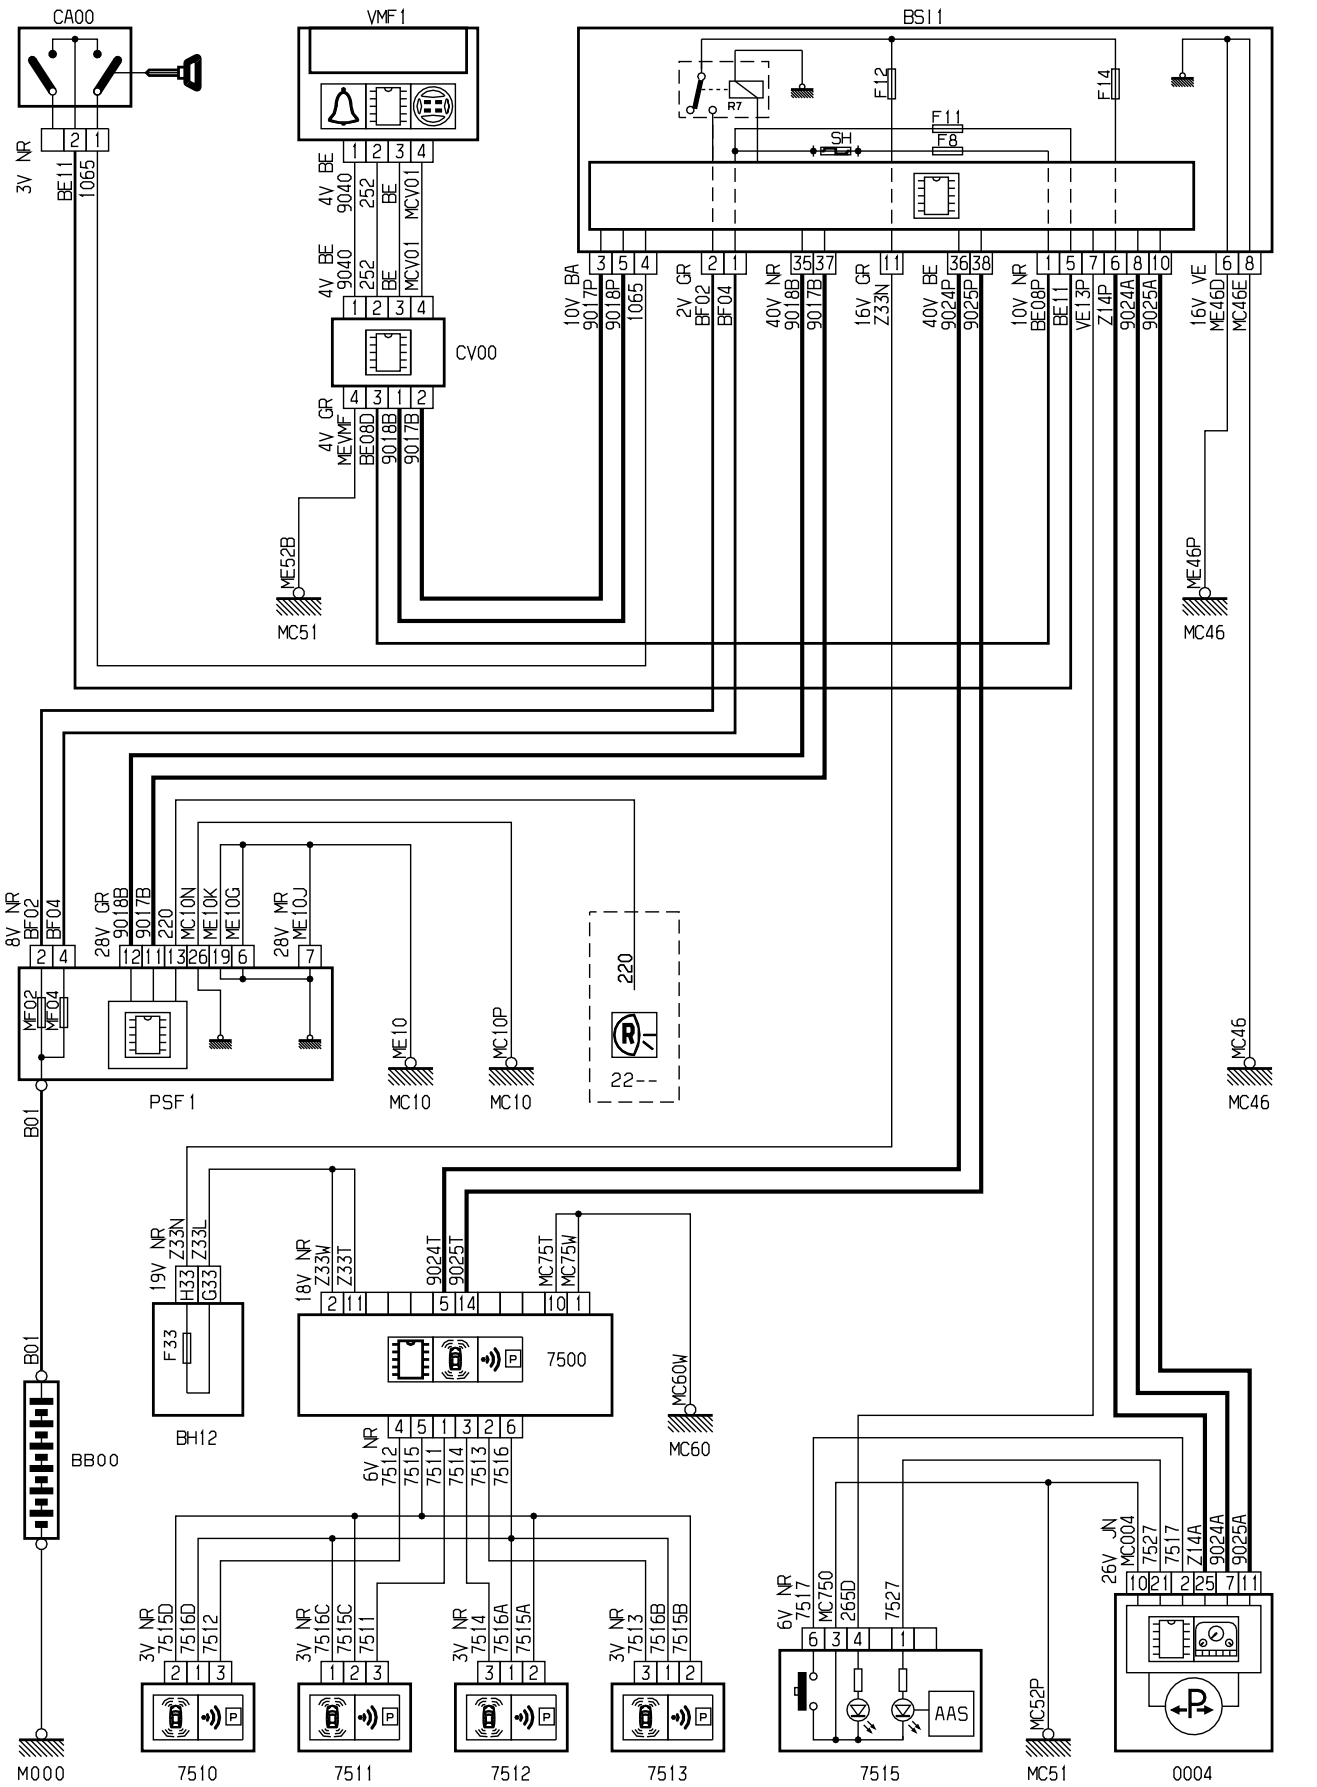 CA00
VMF1
BSI1
R7
F12
F14
F11
SH
F8
2 1
3V NR
BE11
1065
1 2 3 4
4V BE
9040
252
BE
MCV01
4V BE
9040
252
BE
MCV01
1 2 3 4
CV00
4 3 1 2
4V GR
MEVMF
BE08D
9018B
9017B
3 5 4
2 1
35 37
11
36 38
1 5 7 6 8 10
6 8
10V BA
9017P
9018P
1065
2V GR
BF02
BF04
40V NR
9018B
9017B
16V GR
Z33N
40V BE
9024P
9025P
10V NR
BE08P
BE11
VE13P
Z14P
9024A
9025A
16V VE
ME46D
MC46E
ME52B
MC51
ME46P
MC46
8V NR
BF02
BF04
28V GR
9018B
9017B
220
MC10N
ME10K
ME10G
28V MR
ME10J
2 4
12 11 13 26 19 6
7
MF02
MF04
PSF1
ME10
MC10
MC10P
MC10
220
R
22--
MC46
MC46
B01
B01
BB00
M000
19V NR
Z33N
Z33L
H33
G33
F33
BH12
18V NR
Z33W
Z33T
9024T
9025T
MC75T
MC75W
2 11
5 14
10 1
P
7500
MC60W
MC60
4 5 1 3 2 6
6V NR
7512
7515
7511
7514
7513
7516
3V NR
7515D
7516D
7512
2 1 3
P
7510
3V NR
7516C
7515C
7511
1 2 3
P
7511
3V NR
7514
7516A
7515A
3 1 2
P
7512
3V NR
7513
7516B
7515B
3 1 2
P
7513
6V NR
7517
MC750
265D
7527
6 3 4 1
AAS
7515
MC52P
MC51
26V JN
MC004
7527
7517
Z14A
9024A
9025A
10 21 2 25 7 11
P
0004